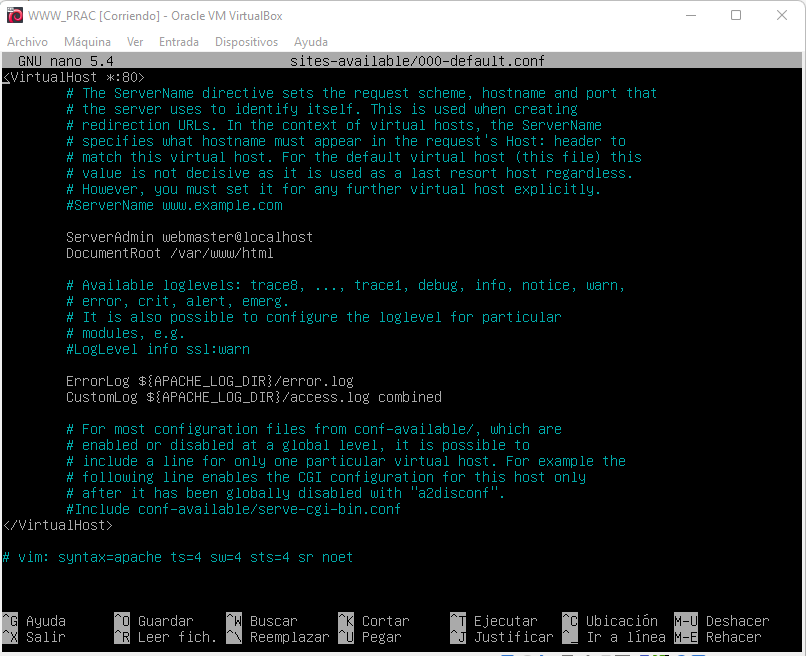 WWW_PRAC [Corriendo] - Oracle VM VirtualBox
Archivo Máquina Ver Entrada Dispositivos Ayuda
GNU nano 5.4 sites-available/000-default.conf
<VirtualHost *:80>
# The ServerName directive sets the request scheme, hostname and port that
# the server uses to identify itself. This is used when creating
# redirection URLs. In the context of virtual hosts, the ServerName
# specifies what hostname must appear in the request's Host: header to
# match this virtual host. For the default virtual host (this file) this
# value is not decisive as it is used as a last resort host regardless.
# However, you must set it for any further virtual host explicitly.
#ServerName www.example.com
ServerAdmin webmaster@localhost
DocumentRoot /var/www/html
# Available loglevels: trace8, ..., trace1, debug, info, notice, warn,
# error, crit, alert, emerg.
# It is also possible to configure the loglevel for particular
# modules, e.g.
#LogLevel info ssl:warn
ErrorLog ${APACHE_LOG_DIR}/error.log
CustomLog ${APACHE_LOG_DIR}/access.log combined
# For most configuration files from conf-available/, which are
# enabled or disabled at a global level, it is possible to
# include a line for only one particular virtual host. For example the
# following line enables the CGI configuration for this host only
# after it has been globally disabled with "a2disconf".
#Include conf-available/serve-cgi-bin.conf
</VirtualHost>
# vim: syntax=apache ts=4 sw=4 sts=4 sr noet
^G Ayuda ^O Guardar ^W Buscar ^K Cortar ^T Ejecutar ^C Ubicación M-U Deshacer
^X Salir ^R Leer fich. ^\ Reemplazar ^U Pegar ^J Justificar ^_ Ir a línea M-E Rehacer